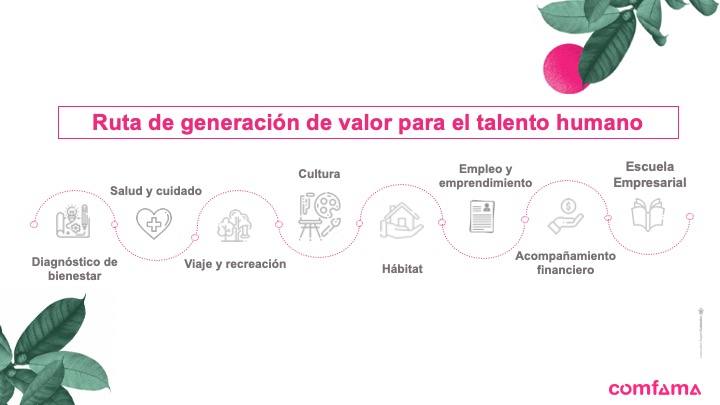 Ruta de generación de valor para el talento humano
Diagnóstico de
bienestar
Salud y cuidado
Viaje y recreación
Cultura
Hábitat
Empleo y
emprendimiento
Acompañamiento
financiero
Escuela
Empresarial
comfama